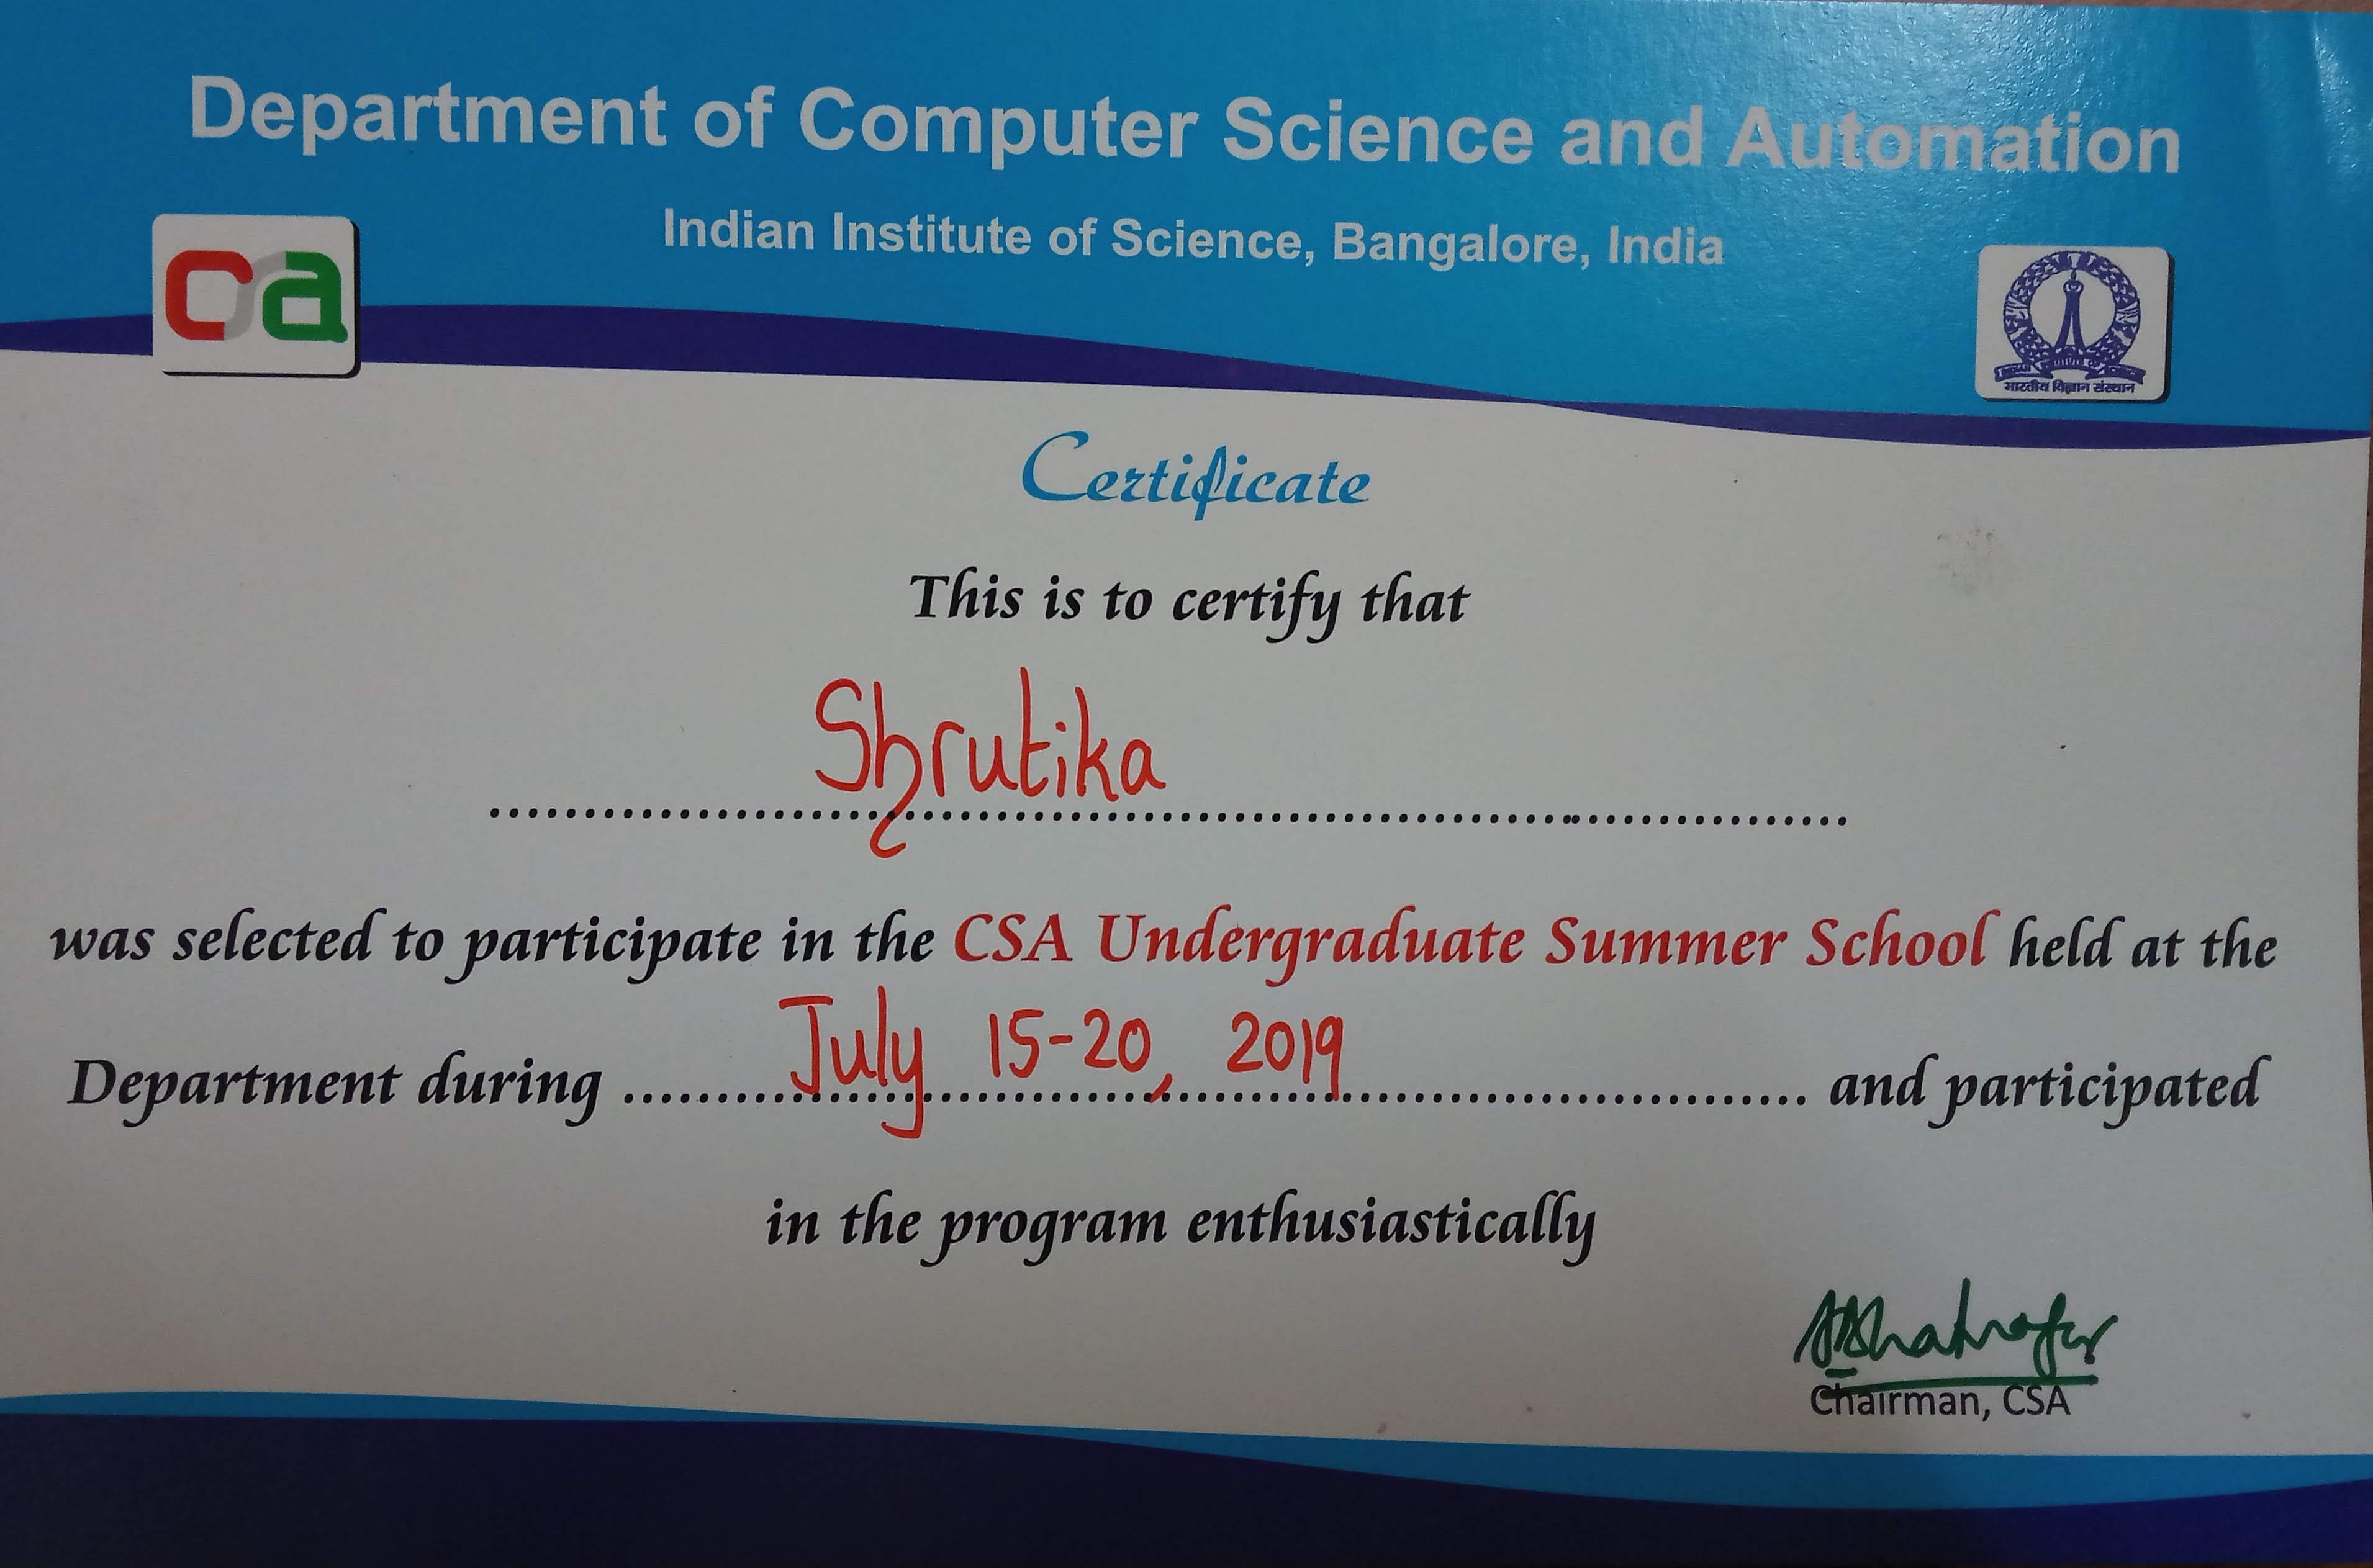 Department of Computer Science and Automation
Indian Institute of Science, Bangalore, India
csa
भारतीय विज्ञान संस्थान
Certificate
This is to certify that
Shrutika
was selected to participate in the CSA Undergraduate Summer School held at the
Department during July 15-20, 2019 and participated
in the program enthusiastically
Chairman, CSA